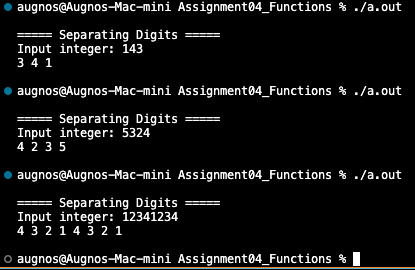 augnos@Augnos-Mac-mini Assignment04_Functions % ./a.out
===== Separating Digits =====
Input integer: 143
3 4 1
augnos@Augnos-Mac-mini Assignment04_Functions % ./a.out
===== Separating Digits =====
Input integer: 5324
4 2 3 5
augnos@Augnos-Mac-mini Assignment04_Functions % ./a.out
===== Separating Digits =====
Input integer: 12341234
4 3 2 1 4 3 2 1
augnos@Augnos-Mac-mini Assignment04_Functions %